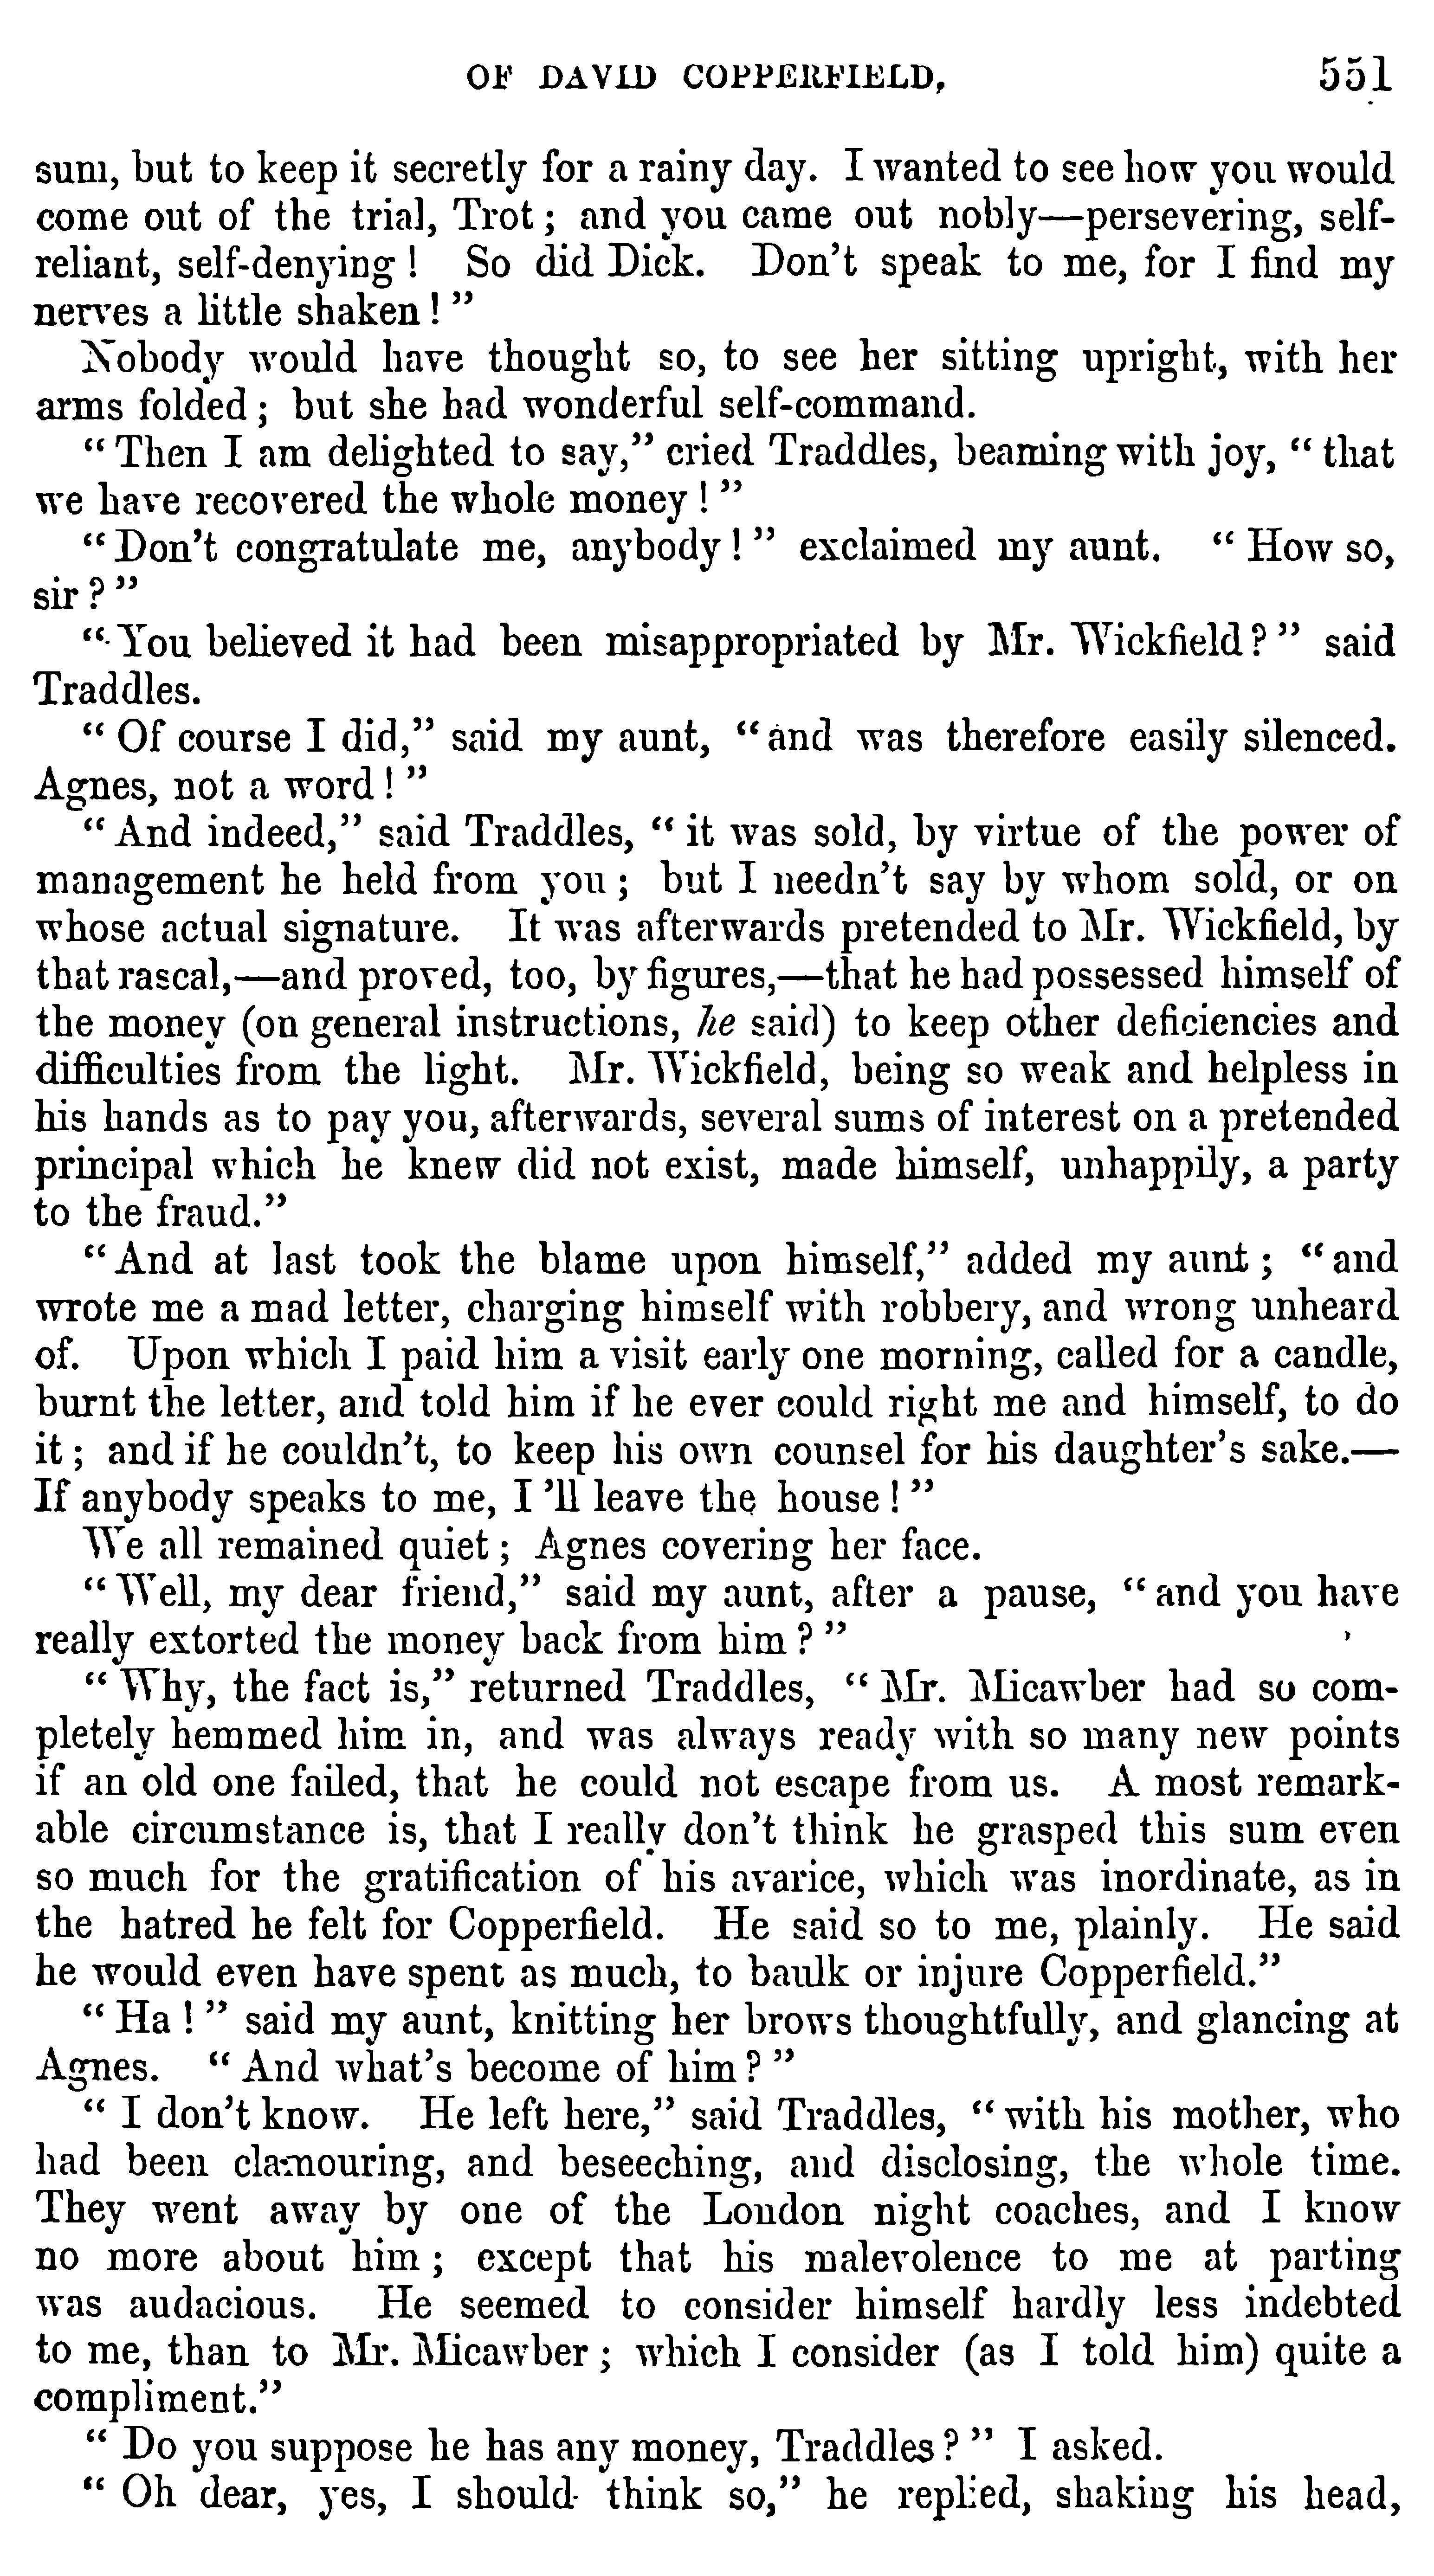 OF DAVID COPPERFIELD, 551
sum, but to keep it secretly for a rainy day. I wanted to see how you would
come out of the trial, Trot; and you came out nobly—persevering, self-
reliant, self-denying! So did Dick. Don't speak to me, for I find my
nerves a little shaken!"
Nobody would have thought so, to see her sitting upright, with her
arms folded; but she had wonderful self-command.
"Then I am delighted to say," cried Traddles, beaming with joy, "that
we have recovered the whole money!"
"Don't congratulate me, anybody!" exclaimed my aunt. "How so,
sir?"
"You believed it had been misappropriated by Mr. Wickfield?" said
Traddles.
"Of course I did," said my aunt, "and was therefore easily silenced.
Agnes, not a word!"
"And indeed," said Traddles, "it was sold, by virtue of the power of
management he held from you; but I needn't say by whom sold, or on
whose actual signature. It was afterwards pretended to Mr. Wickfield, by
that rascal,—and proved, too, by figures,—that he had possessed himself of
the money (on general instructions, he said) to keep other deficiencies and
difficulties from the light. Mr. Wickfield, being so weak and helpless in
his hands as to pay you, afterwards, several sums of interest on a pretended
principal which he knew did not exist, made himself, unhappily, a party
to the fraud."
"And at last took the blame upon himself," added my aunt; "and
wrote me a mad letter, charging himself with robbery, and wrong unheard
of. Upon which I paid him a visit early one morning, called for a candle,
burnt the letter, and told him if he ever could right me and himself, to do
it; and if he couldn't, to keep his own counsel for his daughter's sake.—
If anybody speaks to me, I'll leave the house!"
We all remained quiet; Agnes covering her face.
"Well, my dear friend," said my aunt, after a pause, "and you have
really extorted the money back from him?"
"Why, the fact is," returned Traddles, "Mr. Micawber had so com-
pletely hemmed him in, and was always ready with so many new points
if an old one failed, that he could not escape from us. A most remark-
able circumstance is, that I really don't think he grasped this sum even
so much for the gratification of his avarice, which was inordinate, as in
the hatred he felt for Copperfield. He said so to me, plainly. He said
he would even have spent as much, to baulk or injure Copperfield."
"Ha!" said my aunt, knitting her brows thoughtfully, and glancing at
Agnes. "And what's become of him?"
"I don't know. He left here," said Traddles, "with his mother, who
had been clamouring, and beseeching, and disclosing, the whole time.
They went away by one of the London night coaches, and I know
no more about him; except that his malevolence to me at parting
was audacious. He seemed to consider himself hardly less indebted
to me, than to Mr. Micawber; which I consider (as I told him) quite a
compliment."
"Do you suppose he has any money, Traddles?" I asked.
"Oh dear, yes, I should think so," he replied, shaking his head,